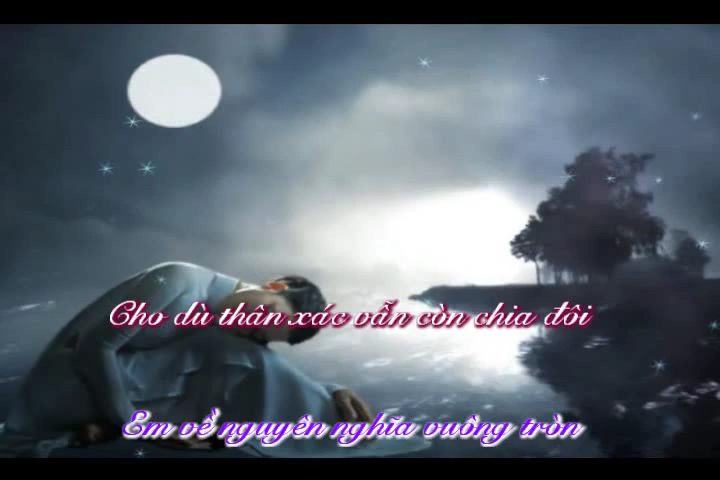 Cho dù thân xác vẫn còn chia đôi
Em về nguyên nghĩa vuông tròn